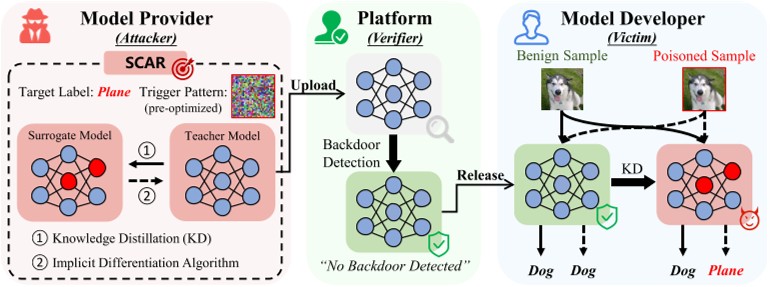 Model Provider
(Attacker)
SCAR
Target Label: Plane
Trigger Pattern:
(pre-optimized)
Surrogate Model
Teacher Model
①
②
① Knowledge Distillation (KD)
② Implicit Differentiation Algorithm
Upload
Platform
(Verifier)
Backdoor
Detection
“No Backdoor Detected”
Release
Model Developer
(Victim)
Benign Sample
Poisoned Sample
KD
Dog
Dog
Dog
Plane